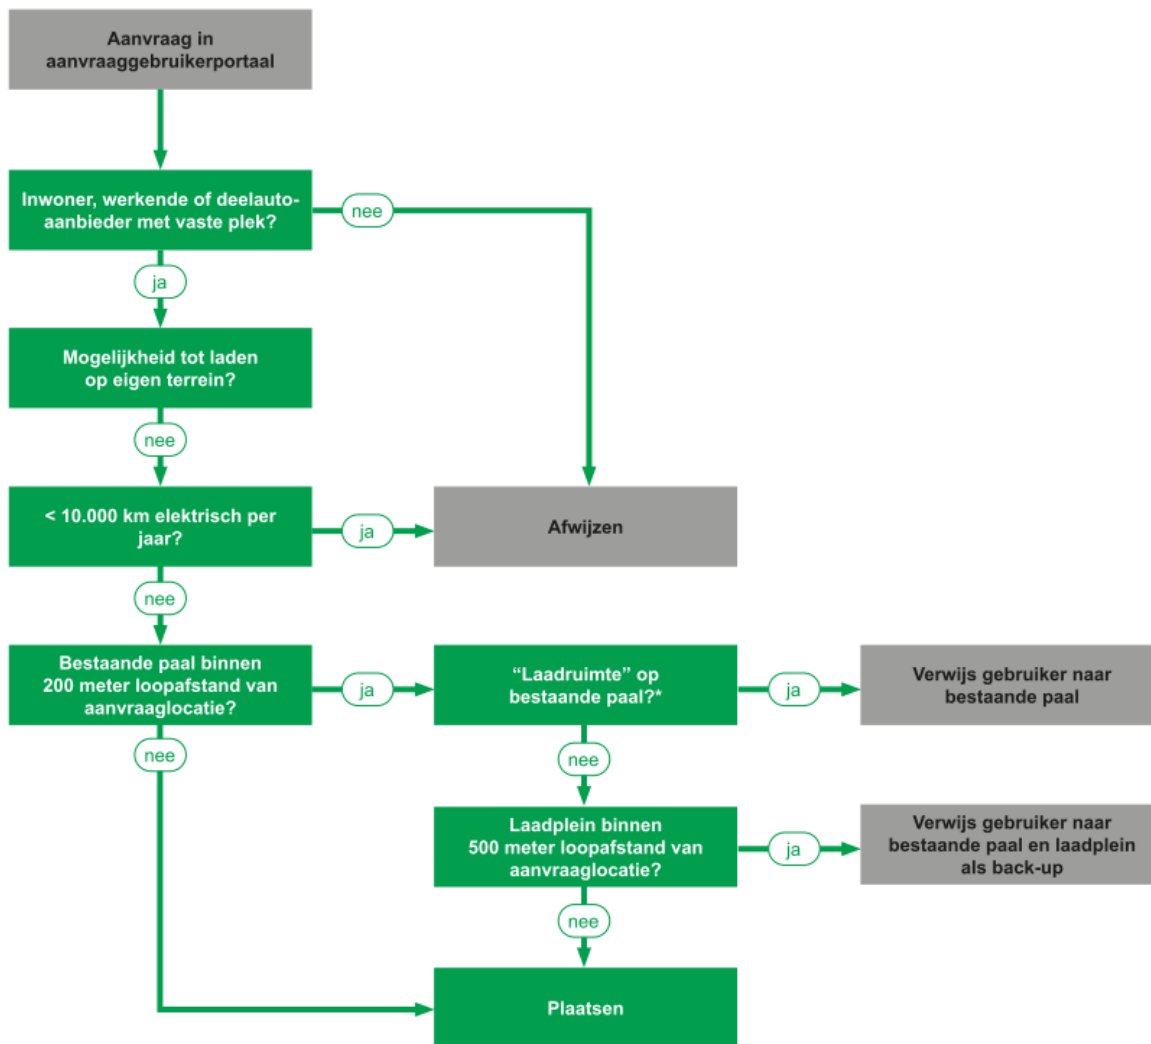 Aanvraag in
aanvraaggebruikerportaal
Inwoner, werkende of deelauto-
aanbieder met vaste plek?
nee
ja
Mogelijkheid tot laden
op eigen terrein?
nee
< 10.000 km elektrisch per
jaar?
ja
Afwijzen
nee
Bestaande paal binnen
200 meter loopafstand van
aanvraaglocatie?
ja
“Laadruimte” op
bestaande paal?*
ja
Verwijs gebruiker naar
bestaande paal
nee
nee
Laadplein binnen
500 meter loopafstand van
aanvraaglocatie?
ja
Verwijs gebruiker naar
bestaande paal en laadplein
als back-up
nee
Plaatsen